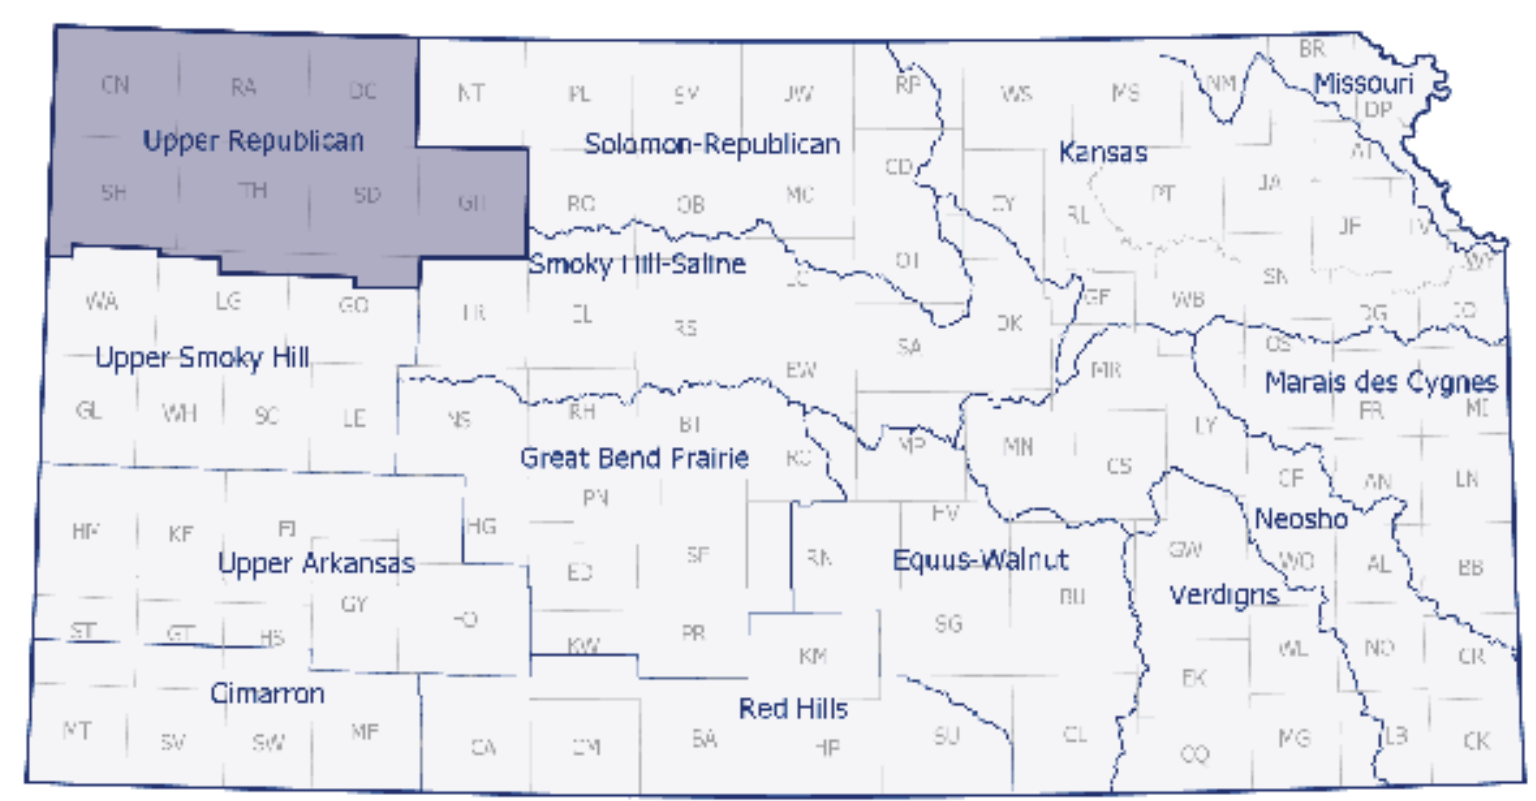 BR
CN
RA
DC
NT
PL
JW
RP
WS
MS
NM
Missouri
DP
Upper Republican
Solomon-Republican
Kansas
AT
CD
SH
TH
SD
RO
OB
MC
CY
RL
PT
JA
JF
OT
WY
Smoky Hill-Saline
SN
WA
LG
GO
GE
WB
DG
RS
DK
SA
OS
Upper Smoky Hill
EW
MR
Marais des Cygnes
GL
WH
SC
LE
NS
RH
FR
MI
LY
MN
MP
Great Bend Prairie
CS
CF
AN
LN
PN
HG
HV
Neosho
KE
FI
Upper Arkansas
ED
SF
RN
Equus-Walnut
GW
WO
AL
BB
GY
BU
Verdigris
ST
GT
HS
PR
SG
KW
KM
WL
NO
CR
Cimarron
EK
Red Hills
MT
SV
SW
ME
CA
CM
BA
HP
SU
CL
CQ
MG
LB
CK